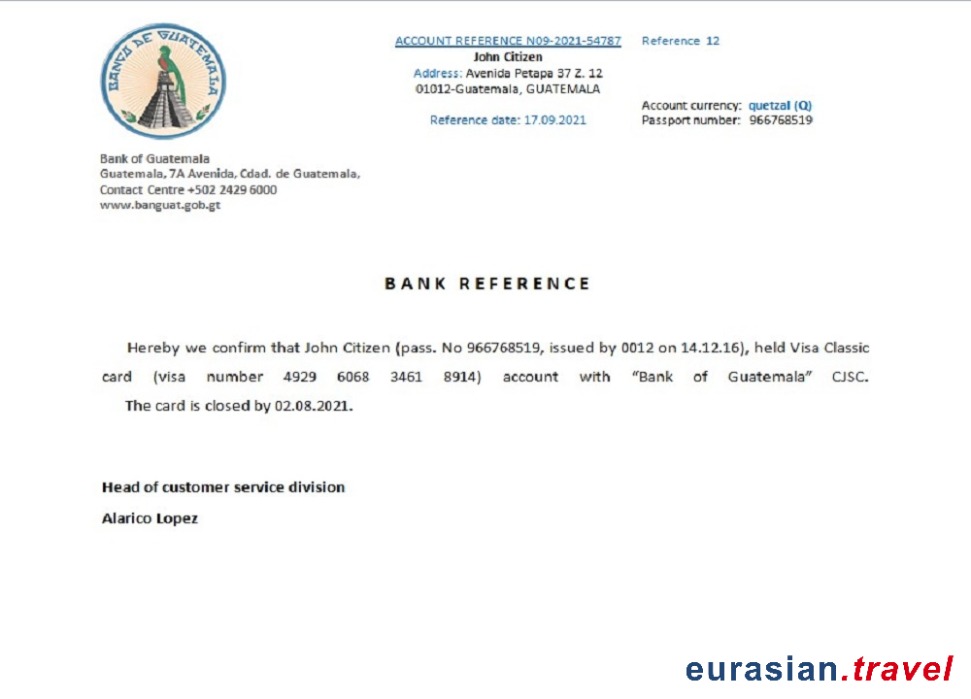 BANCO DE GUATEMALA
ACCOUNT REFERENCE N09-2021-54787
John Citizen
Address: Avenida Petapa 37 Z. 12
01012-Guatemala, GUATEMALA
Reference date: 17.09.2021
Reference 12
Account currency: quetzal (Q)
Passport number: 966768519
Bank of Guatemala
Guatemala, 7A Avenida, Cdad. de Guatemala,
Contact Centre +502 2429 6000
www.banguat.gob.gt
BANK REFERENCE
Hereby we confirm that John Citizen (pass. No 966768519, issued by 0012 on 14.12.16), held Visa Classic
card (visa number 4929 6068 3461 8914) account with "Bank of Guatemala" CJSC.
The card is closed by 02.08.2021.
Head of customer service division
Alarico Lopez
eurasian.travel